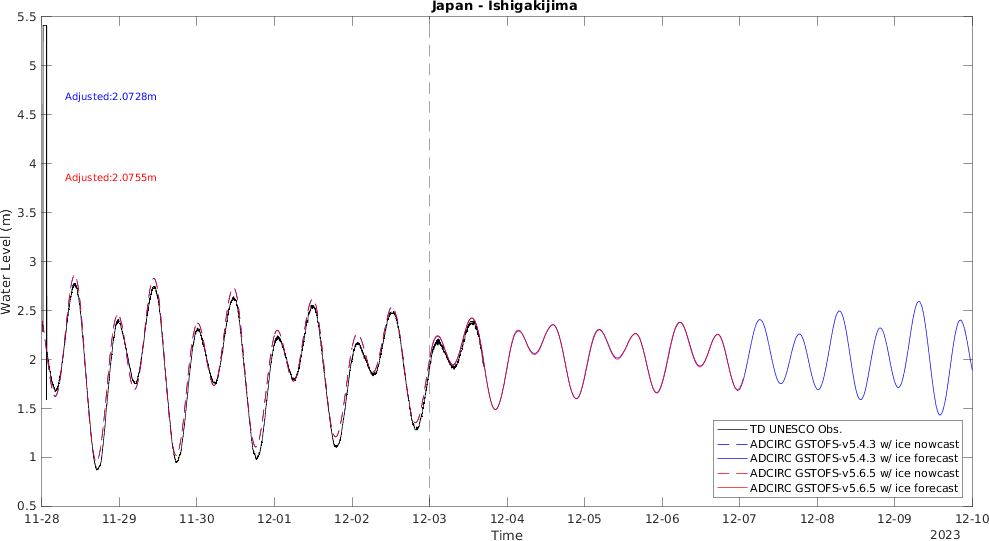 Japan - Ishigakijima
5.5
5
4.5
4
3.5
3
2.5
2
1.5
1
0.5
Water Level (m)
Adjusted:2.0728m
Adjusted:2.0755m
TD UNESCO Obs.
ADCIRC GSTOFS-v5.4.3 w/ ice nowcast
ADCIRC GSTOFS-v5.4.3 w/ ice forecast
ADCIRC GSTOFS-v5.6.5 w/ ice nowcast
ADCIRC GSTOFS-v5.6.5 w/ ice forecast
11-28 11-29 11-30 12-01 12-02 12-03 12-04 12-05 12-06 12-07 12-08 12-09 12-10
Time
2023